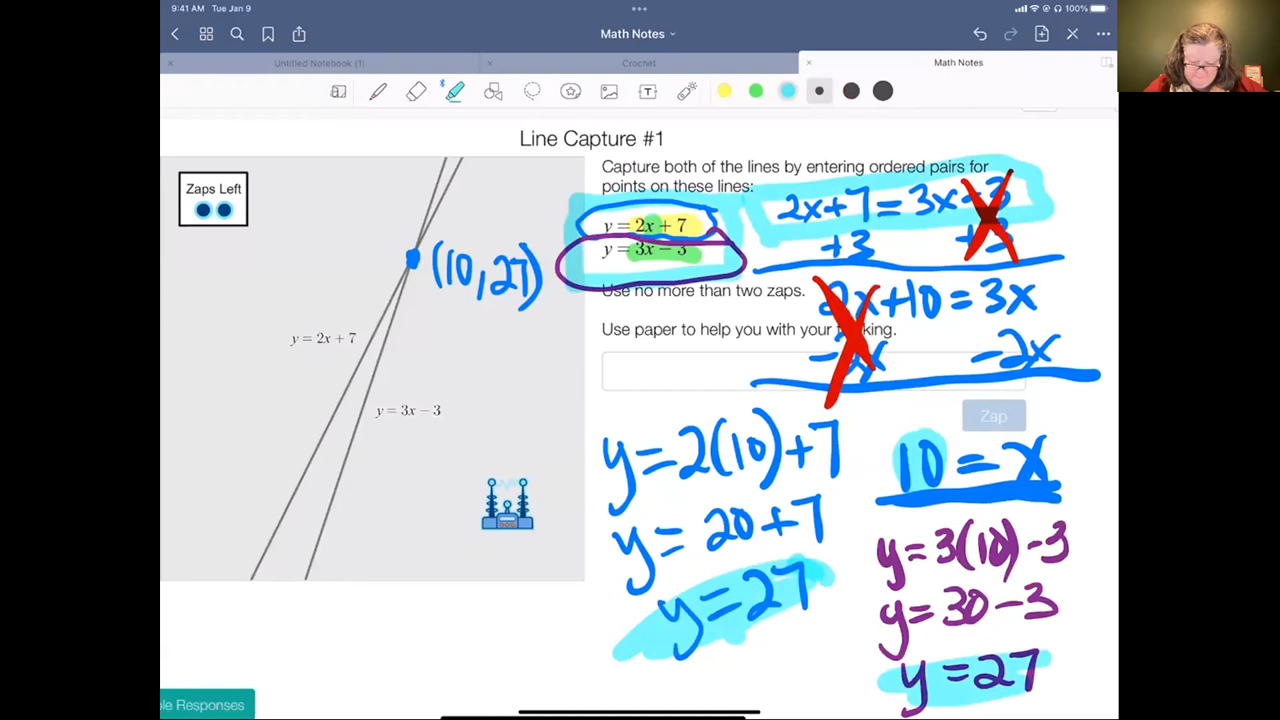 9:41 AM Tue Jan 9
100%
Math Notes
Untitled Notebook (1)
Crochet
Math Notes
Line Capture #1
Zaps Left
Capture both of the lines by entering ordered pairs for
points on these lines:
y = 2x + 7
y = 3x − 3
Use no more than two zaps.
Use paper to help you with your thinking.
Zap
y = 2x + 7
y = 3x − 3
(10,27)
2x+7=3x-3
+3 +3
2x+10=3x
-2x -2x
10=x
y=2(10)+7
y=20+7
y=27
y=3(10)-3
y=30-3
y=27
le Responses